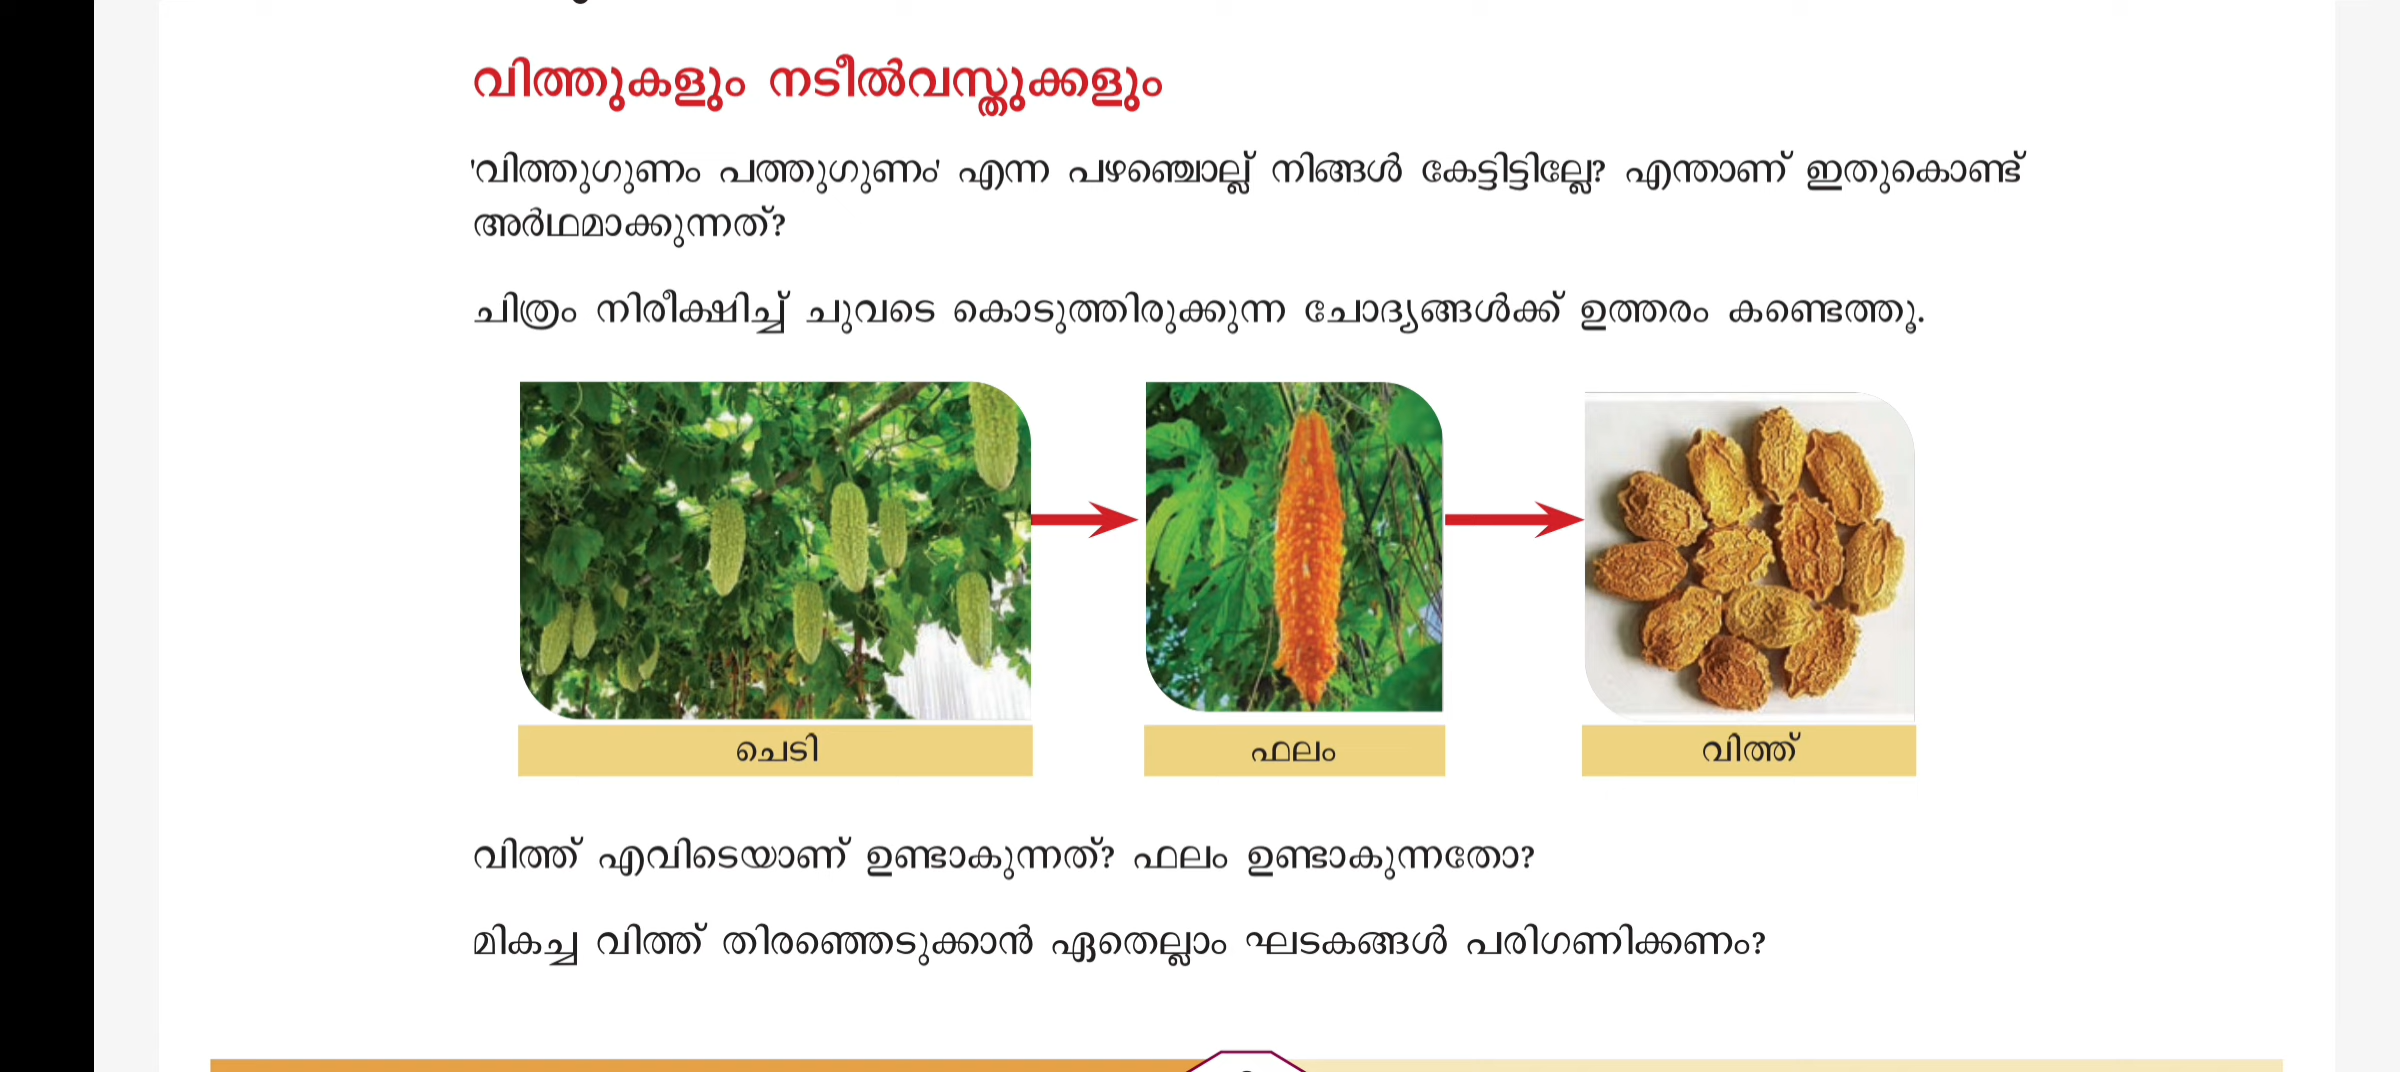 വിത്തുകളും നടീൽവസ്തുക്കളും
'വിത്തുഗുണം പത്തുഗുണം' എന്ന പഴഞ്ചൊല്ല് നിങ്ങൾ കേട്ടിട്ടില്ലേ? എന്താണ് ഇതുകൊണ്ട്
അർഥമാക്കുന്നത്?
ചിത്രം നിരീക്ഷിച്ച് ചുവടെ കൊടുത്തിരുക്കുന്ന ചോദ്യങ്ങൾക്ക് ഉത്തരം കണ്ടെത്തൂ.
ചെടി
ഫലം
വിത്ത്
വിത്ത് എവിടെയാണ് ഉണ്ടാകുന്നത്? ഫലം ഉണ്ടാകുന്നതോ?
മികച്ച വിത്ത് തിരഞ്ഞെടുക്കാൻ ഏതെല്ലാം ഘടകങ്ങൾ പരിഗണിക്കണം?